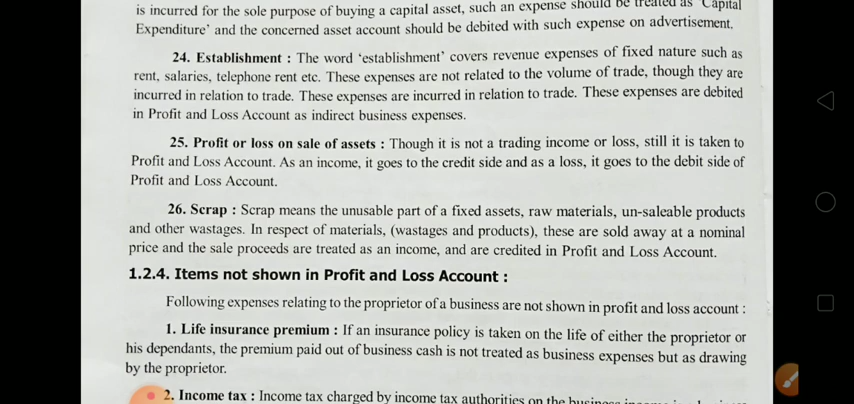 is incurred for the sole purpose of buying a capital asset, such an expense should be treated as 'Capital
Expenditure' and the concerned asset account should be debited with such expense on advertisement.
24. Establishment : The word 'establishment' covers revenue expenses of fixed nature such as
rent, salaries, telephone rent etc. These expenses are not related to the volume of trade, though they are
incurred in relation to trade. These expenses are incurred in relation to trade. These expenses are debited
in Profit and Loss Account as indirect business expenses.
25. Profit or loss on sale of assets : Though it is not a trading income or loss, still it is taken to
Profit and Loss Account. As an income, it goes to the credit side and as a loss, it goes to the debit side of
Profit and Loss Account.
26. Scrap : Scrap means the unusable part of a fixed assets, raw materials, un-saleable products
and other wastages. In respect of materials, (wastages and products), these are sold away at a nominal
price and the sale proceeds are treated as an income, and are credited in Profit and Loss Account.
1.2.4. Items not shown in Profit and Loss Account :
Following expenses relating to the proprietor of a business are not shown in profit and loss account :
1. Life insurance premium : If an insurance policy is taken on the life of either the proprietor or
his dependants, the premium paid out of business cash is not treated as business expenses but as drawing
by the proprietor.
2. Income tax : Income tax charged by income tax authorities on the business income